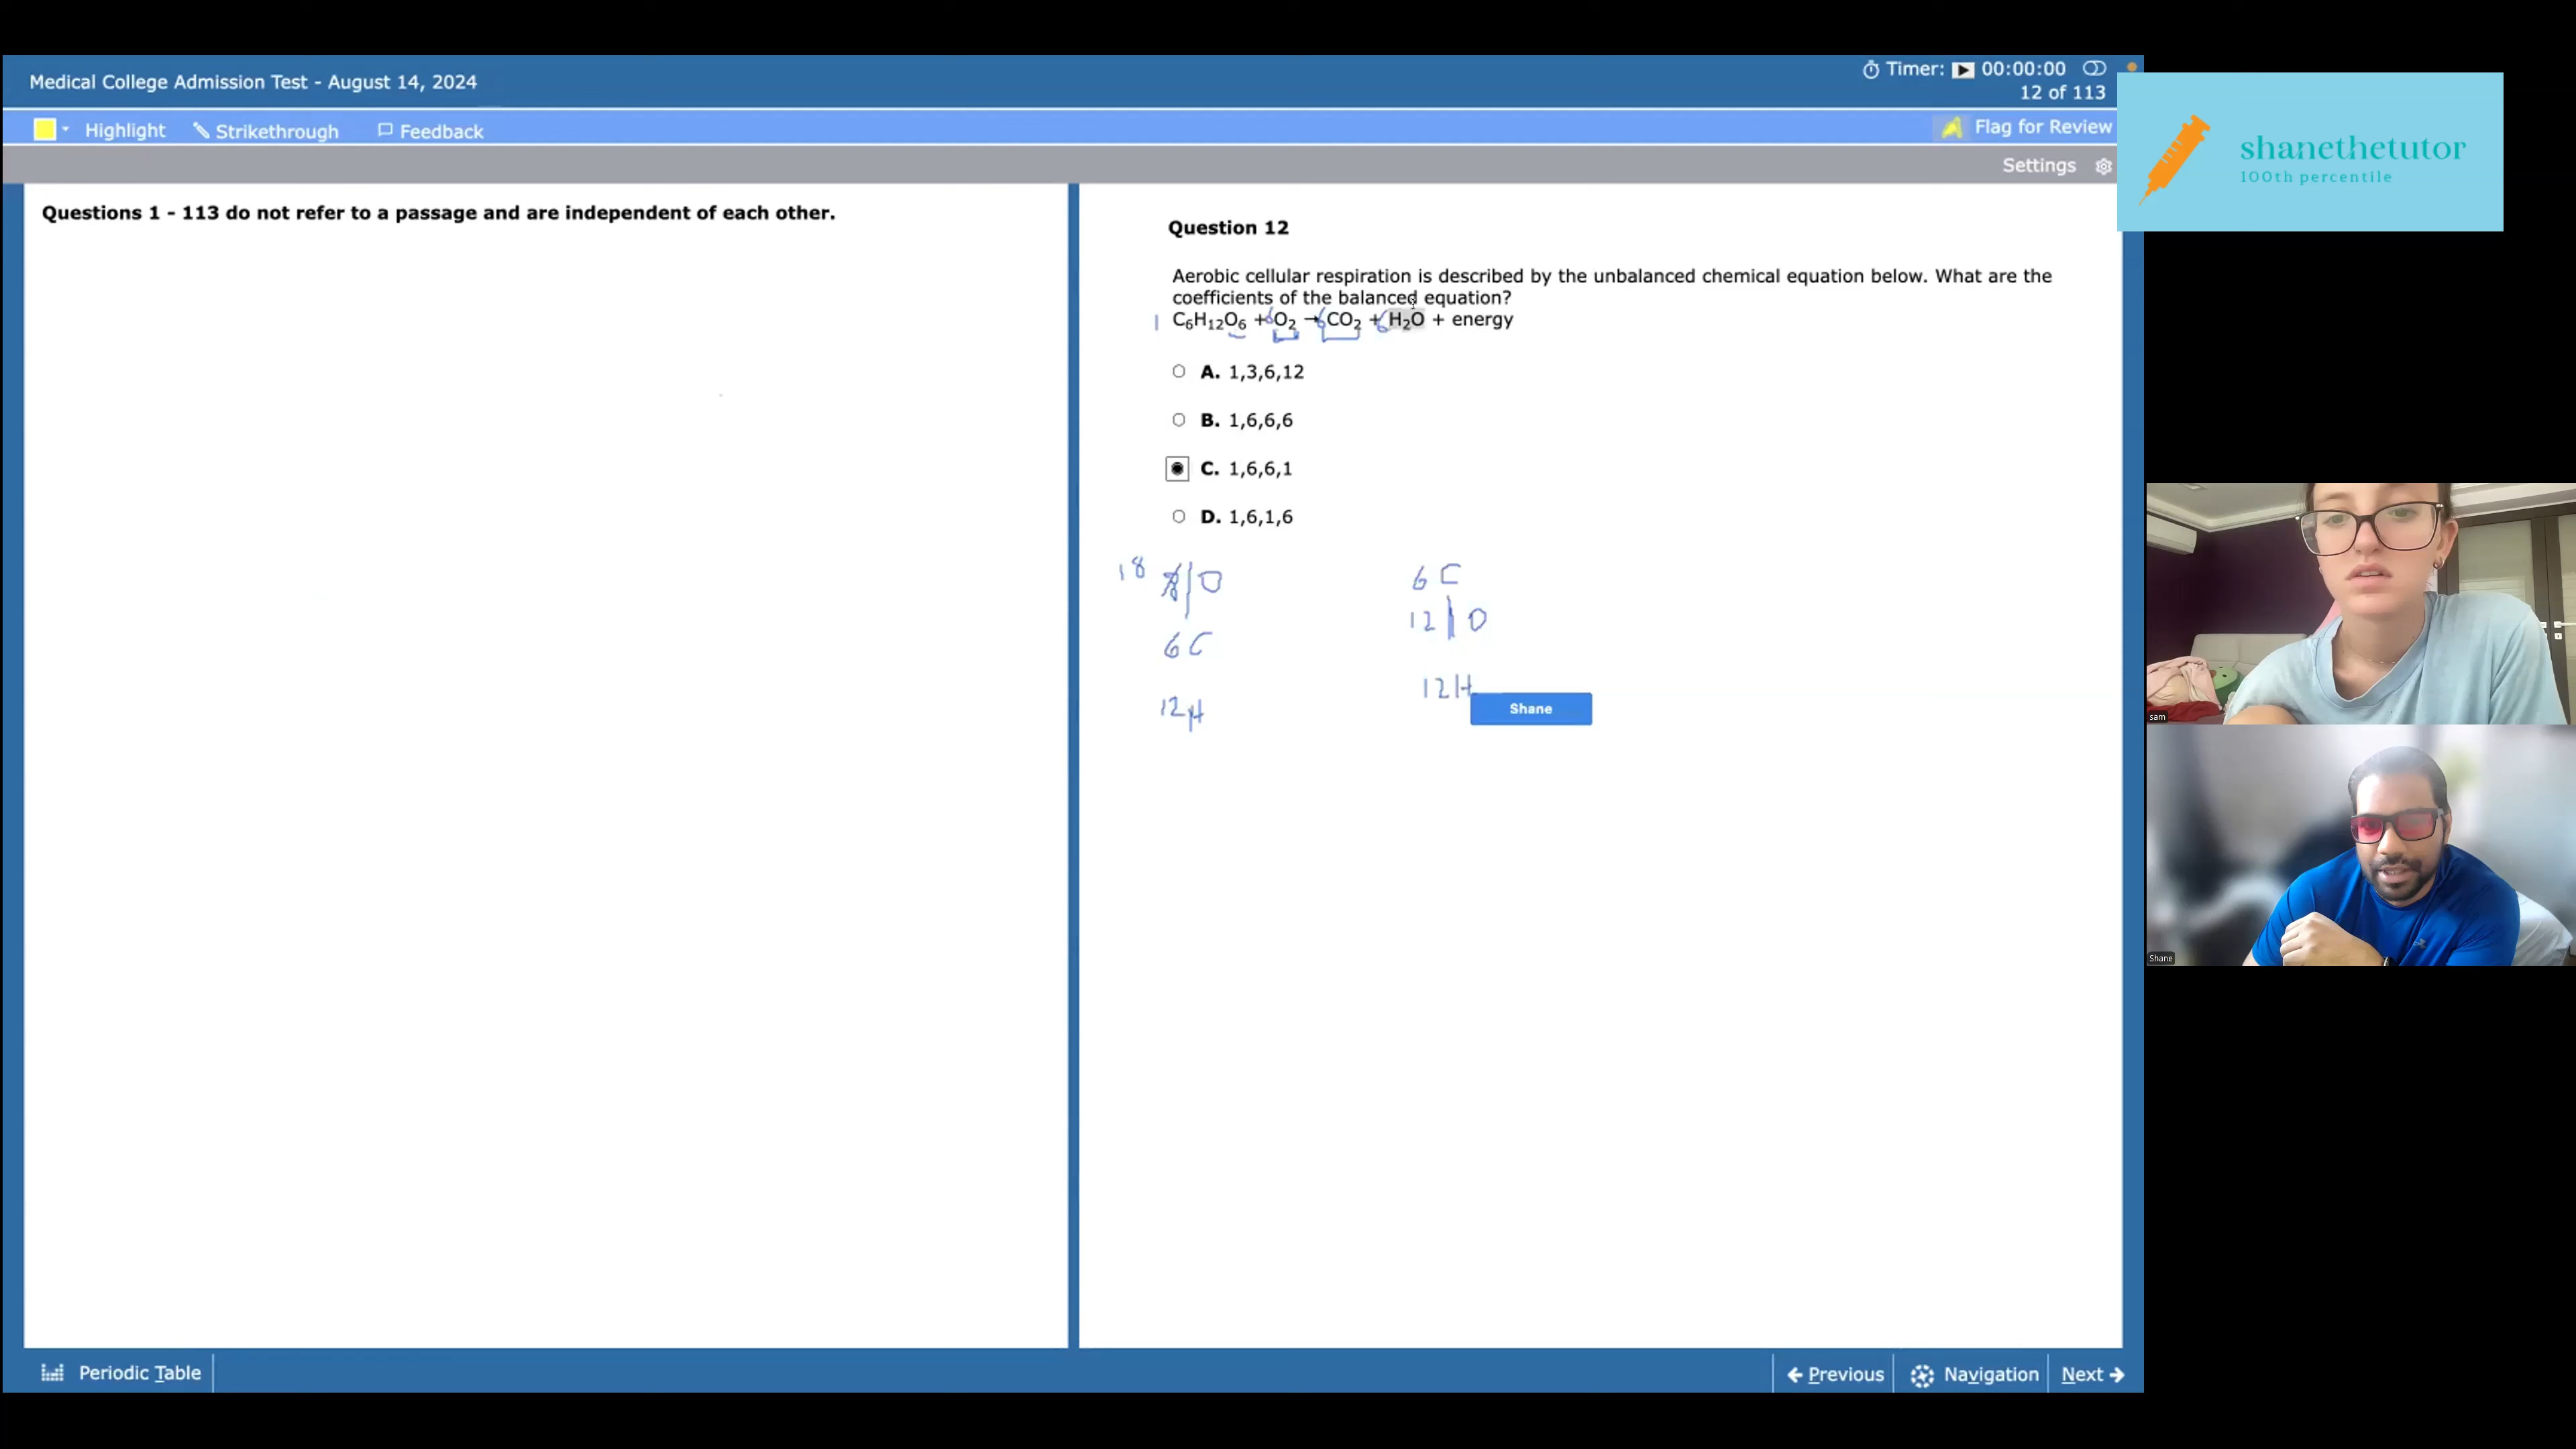 Medical College Admission Test - August 14, 2024
Timer: 00:00:00
12 of 113
Highlight Strikethrough Feedback
Flag for Review
Settings
shanethetutor
100th percentile
Questions 1 - 113 do not refer to a passage and are independent of each other.
Question 12
Aerobic cellular respiration is described by the unbalanced chemical equation below. What are the
coefficients of the balanced equation?
1 C₆H₁₂O₆ + 6 O₂ → 6 CO₂ + 6 H₂O + energy
A. 1,3,6,12
B. 1,6,6,6
C. 1,6,6,1
D. 1,6,1,6
18 O
6 C
12 H
6 C
12 O
12 H
Shane
sam
Shane
Periodic Table
Previous Navigation Next